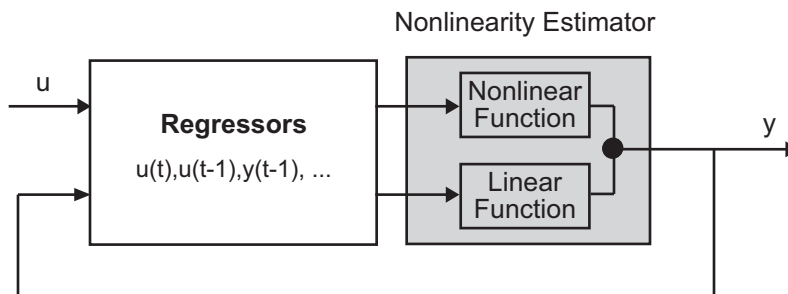 Nonlinearity Estimator
u
Regressors
u(t),u(t-1),y(t-1), ...
Nonlinear
Function
Linear
Function
y